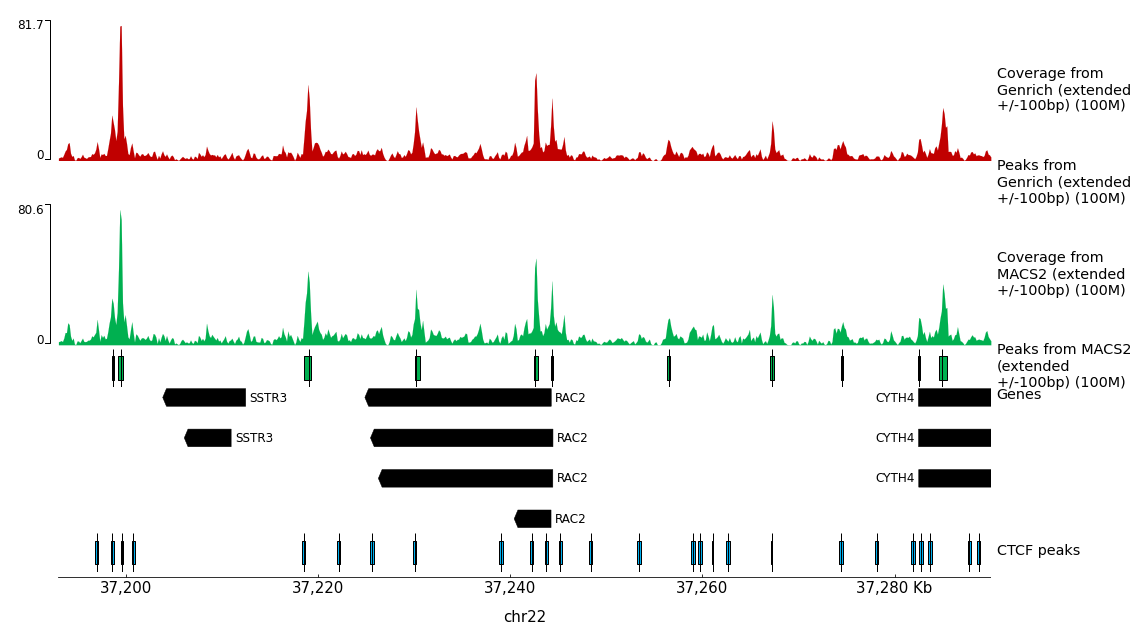 81.7
0
Coverage from
Genrich (extended
+/-100bp) (100M)
Peaks from
Genrich (extended
+/-100bp) (100M)
80.6
0
Coverage from
MACS2 (extended
+/-100bp) (100M)
Peaks from MACS2
(extended
+/-100bp) (100M)
SSTR3 RAC2 CYTH4 Genes
SSTR3 RAC2 CYTH4
RAC2 CYTH4
RAC2
CTCF peaks
37,200 37,220 37,240 37,260 37,280 Kb
chr22